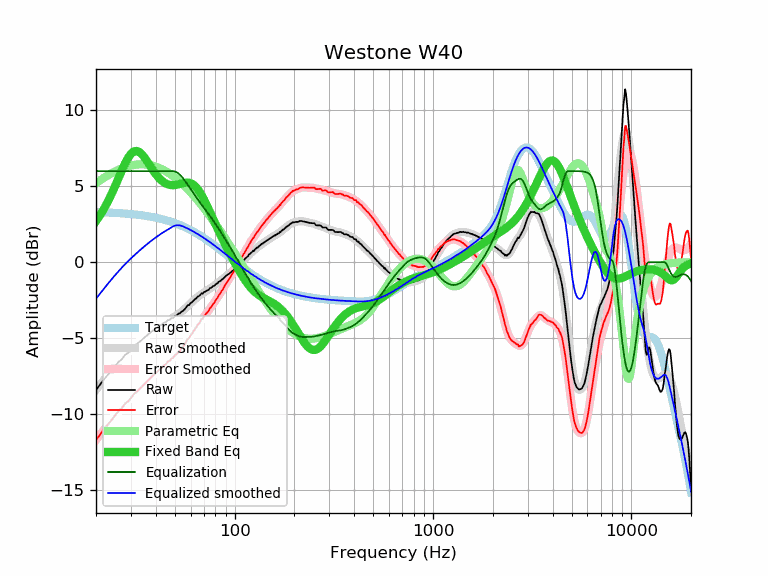 Westone W40
Amplitude (dBr)
10
5
0
−5
−10
−15
Target
Raw Smoothed
Error Smoothed
Raw
Error
Parametric Eq
Fixed Band Eq
Equalization
Equalized smoothed
100
1000
10000
Frequency (Hz)